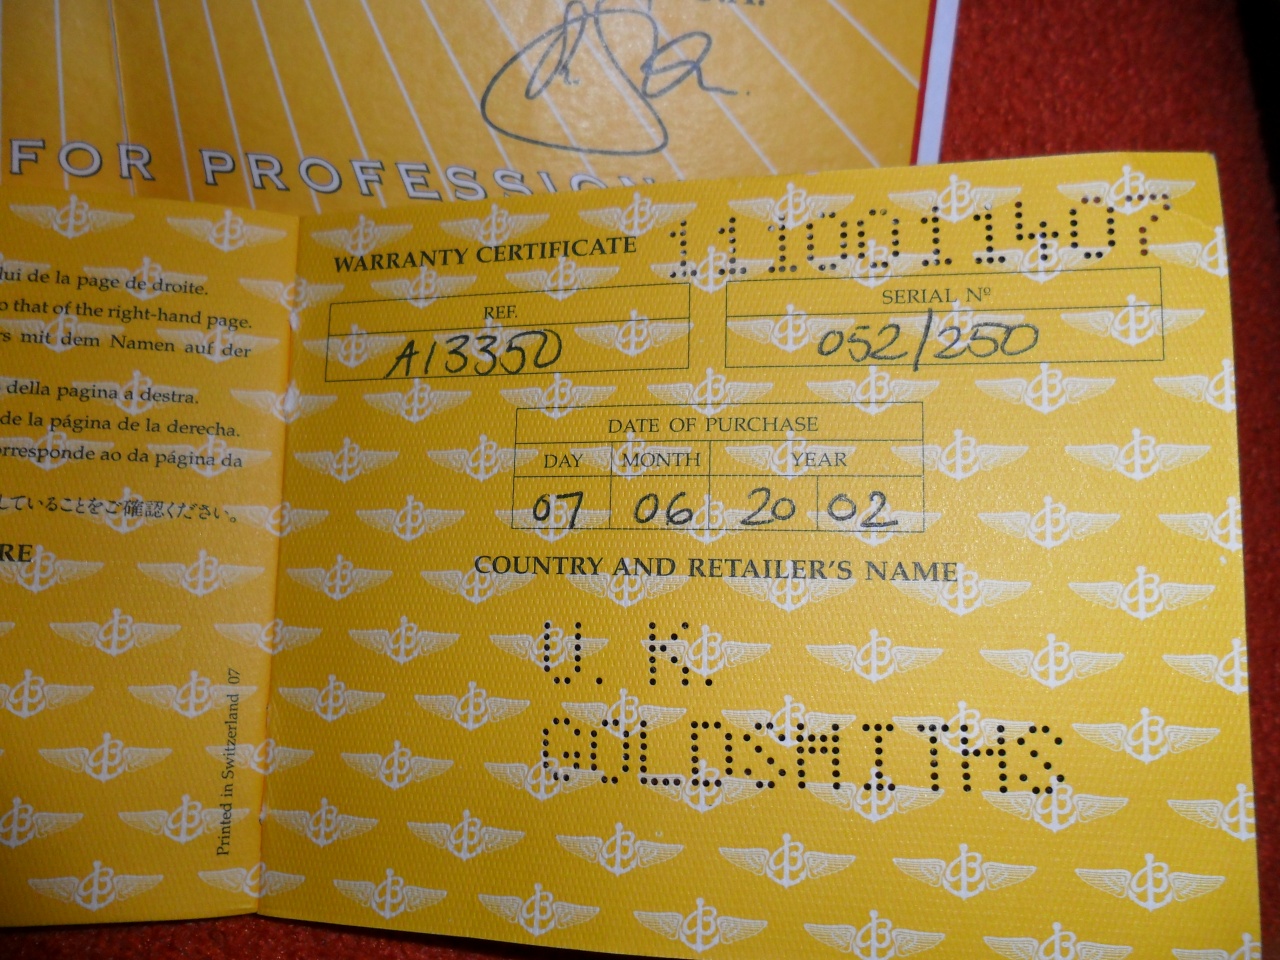 FOR PROFESSION
lui de la page de droite.
o that of the right-hand page.
rs mit dem Namen auf der
della pagina a destra.
de la página de la derecha.
orresponde ao da página da
していることをご確認ください。
RE
Printed in Switzerland 07
WARRANTY CERTIFICATE 1110011407
REF.
A13350
SERIAL Nº
052/250
DATE OF PURCHASE
DAY MONTH YEAR
07 06 20 02
COUNTRY AND RETAILER'S NAME
U.K.
GOLDSMITHS